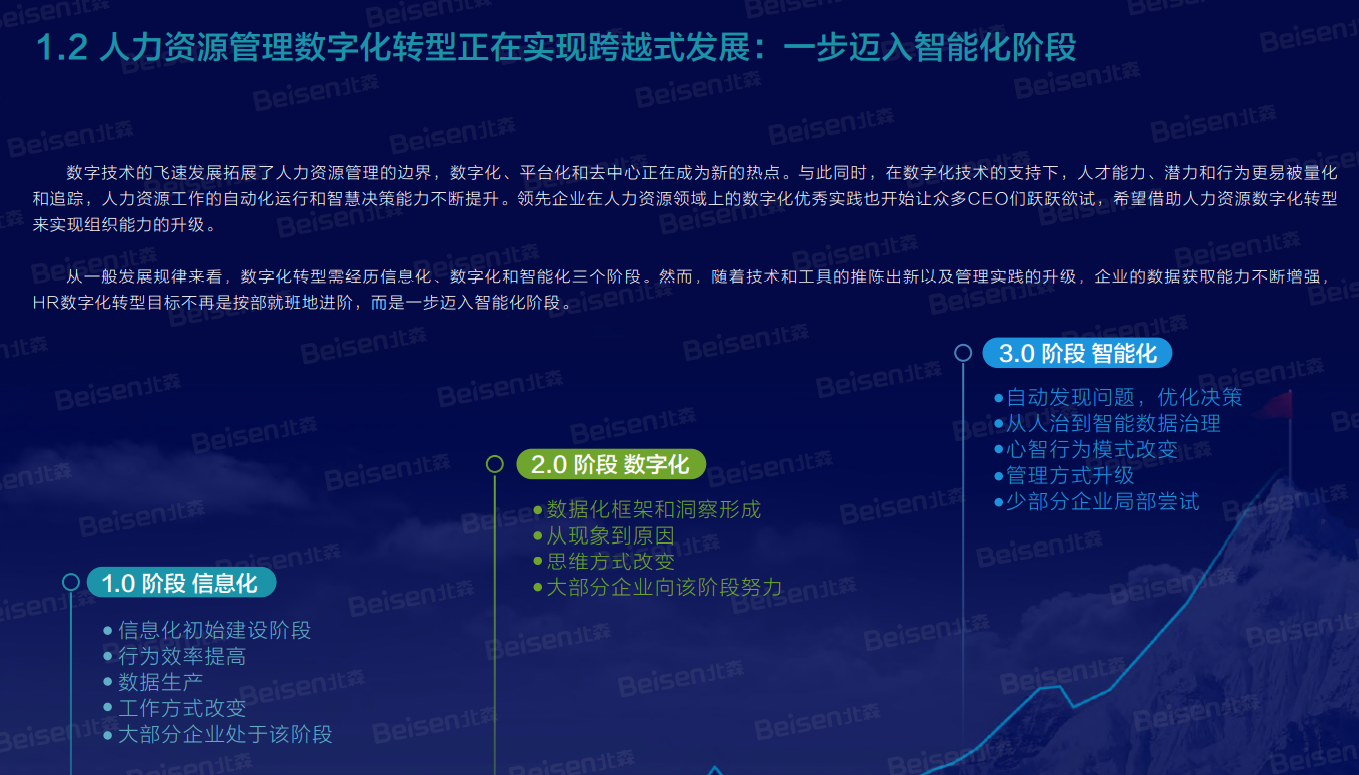 1.2 人力资源管理数字化转型正在实现跨越式发展：一步迈入智能化阶段
数字技术的飞速发展拓展了人力资源管理的边界，数字化、平台化和去中心正在成为新的热点。与此同时，在数字化技术的支持下，人才能力、潜力和行为更易被量化
和追踪，人力资源工作的自动化运行和智慧决策能力不断提升。领先企业在人力资源领域上的数字化优秀实践也开始让众多CEO们跃跃欲试，希望借助人力资源数字化转型
来实现组织能力的升级。
从一般发展规律来看，数字化转型需经历信息化、数字化和智能化三个阶段。然而，随着技术和工具的推陈出新以及管理实践的升级，企业的数据获取能力不断增强，
HR数字化转型目标不再是按部就班地进阶，而是一步迈入智能化阶段。
3.0 阶段 智能化
●自动发现问题，优化决策
●从人治到智能数据治理
●心智行为模式改变
●管理方式升级
●少部分企业局部尝试
2.0 阶段 数字化
●数据化框架和洞察形成
●从现象到原因
●思维方式改变
●大部分企业向该阶段努力
1.0 阶段 信息化
●信息化初始建设阶段
●行为效率提高
●数据生产
●工作方式改变
●大部分企业处于该阶段
Beisen北森